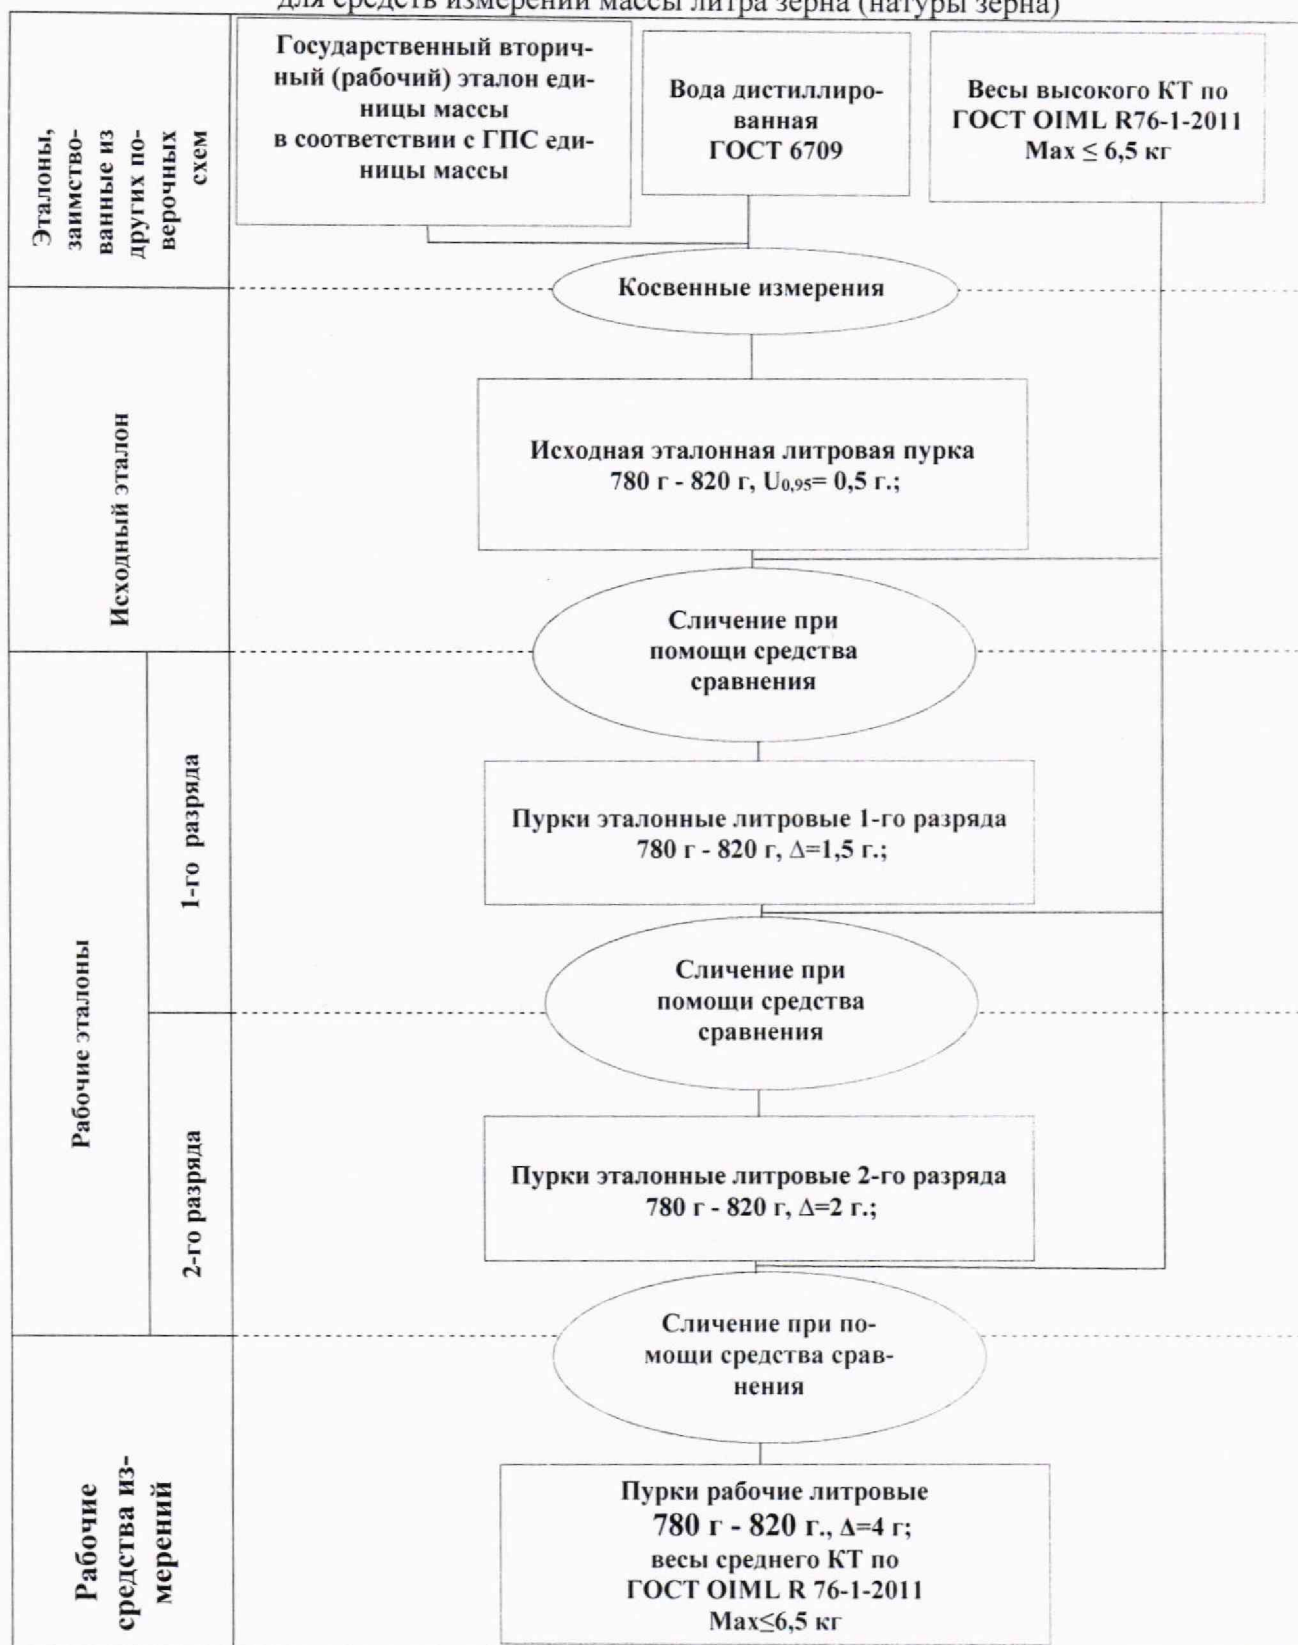 для средств измерений массы литра зерна (натуры зерна)
Эталоны,
заимство-
ванные из
других по-
верочных
схем
Государственный вторич-
ный (рабочий) эталон еди-
ницы массы
в соответствии с ГПС еди-
ницы массы
Вода дистиллиро-
ванная
ГОСТ 6709
Весы высокого КТ по
ГОСТ OIML R76-1-2011
Max ≤ 6,5 кг
Косвенные измерения
Исходный эталон
Исходная эталонная литровая пурка
780 г - 820 г, U0,95= 0,5 г.;
Сличение при
помощи средства
сравнения
Рабочие эталоны
1-го разряда
Пурки эталонные литровые 1-го разряда
780 г - 820 г, Δ=1,5 г.;
Сличение при
помощи средства
сравнения
2-го разряда
Пурки эталонные литровые 2-го разряда
780 г - 820 г, Δ=2 г.;
Сличение при по-
мощи средства срав-
нения
Рабочие
средства из-
мерений
Пурки рабочие литровые
780 г - 820 г., Δ=4 г;
весы среднего КТ по
ГОСТ OIML R 76-1-2011
Max≤6,5 кг